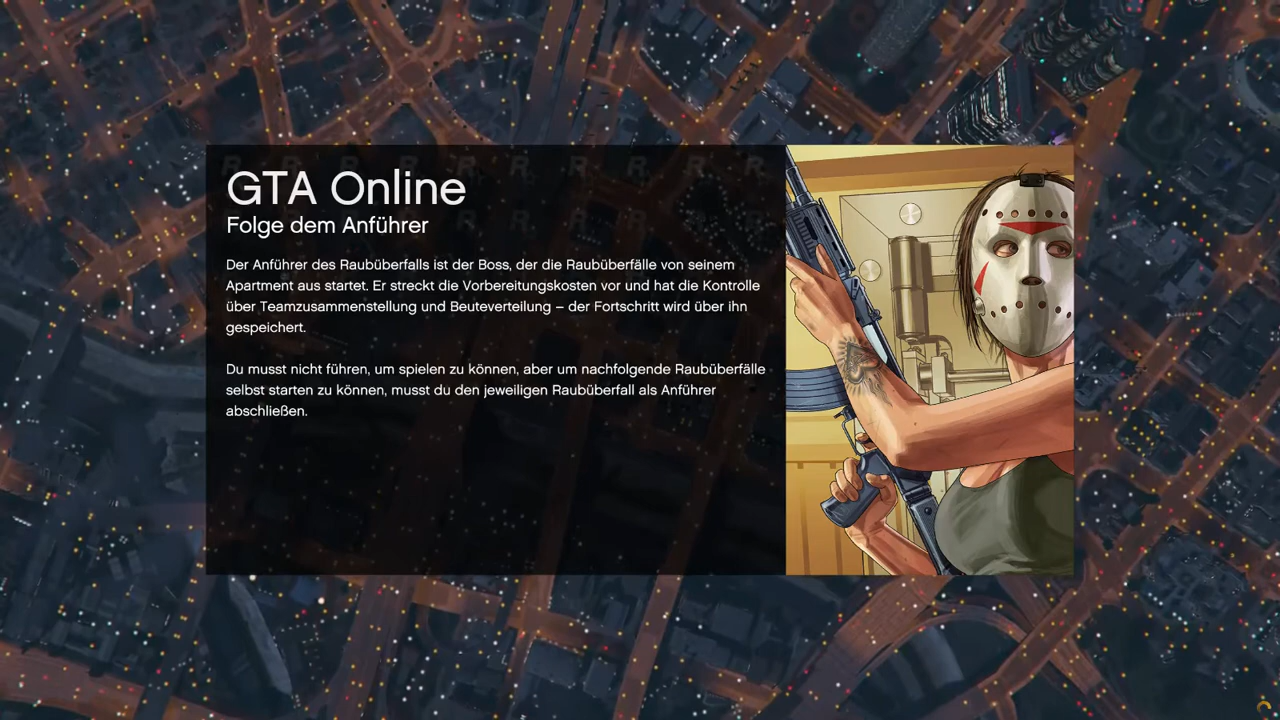 GTA Online
Folge dem Anführer
Der Anführer des Raubüberfalls ist der Boss, der die Raubüberfälle von seinem
Apartment aus startet. Er streckt die Vorbereitungskosten vor und hat die Kontrolle
über Teamzusammenstellung und Beuteverteilung – der Fortschritt wird über ihn
gespeichert.
Du musst nicht führen, um spielen zu können, aber um nachfolgende Raubüberfälle
selbst starten zu können, musst du den jeweiligen Raubüberfall als Anführer
abschließen.